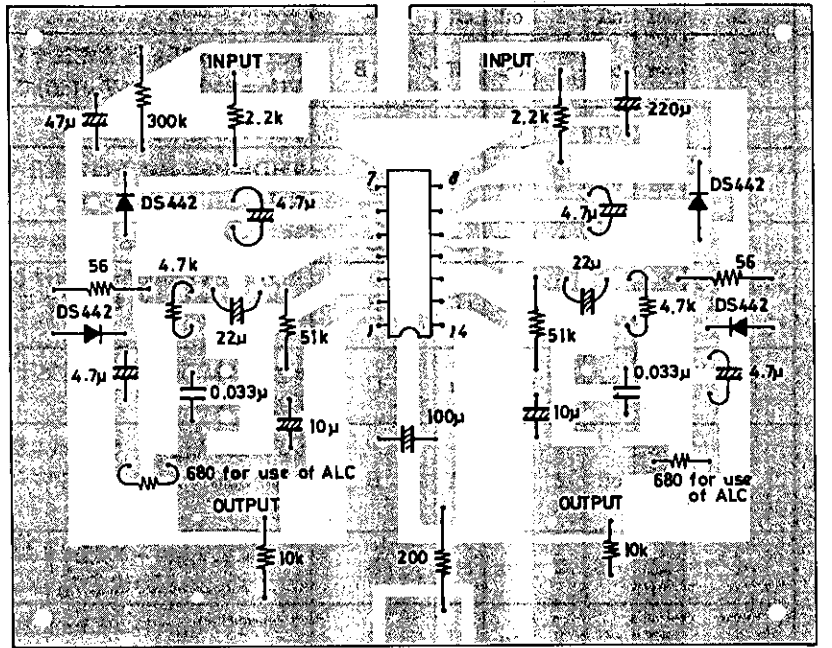 INPUT
INPUT
47μ
300k
2.2k
2.2k
220μ
7
8
DS442
4.7μ
4.7μ
DS442
56
4.7k
22μ
56
4.7k
DS442
22μ
51k
1
14
51k
DS442
4.7μ
0.033μ
10μ
100μ
10μ
0.033μ
4.7μ
680 for use of ALC
680 for use
of ALC
OUTPUT
OUTPUT
10k
200
10k